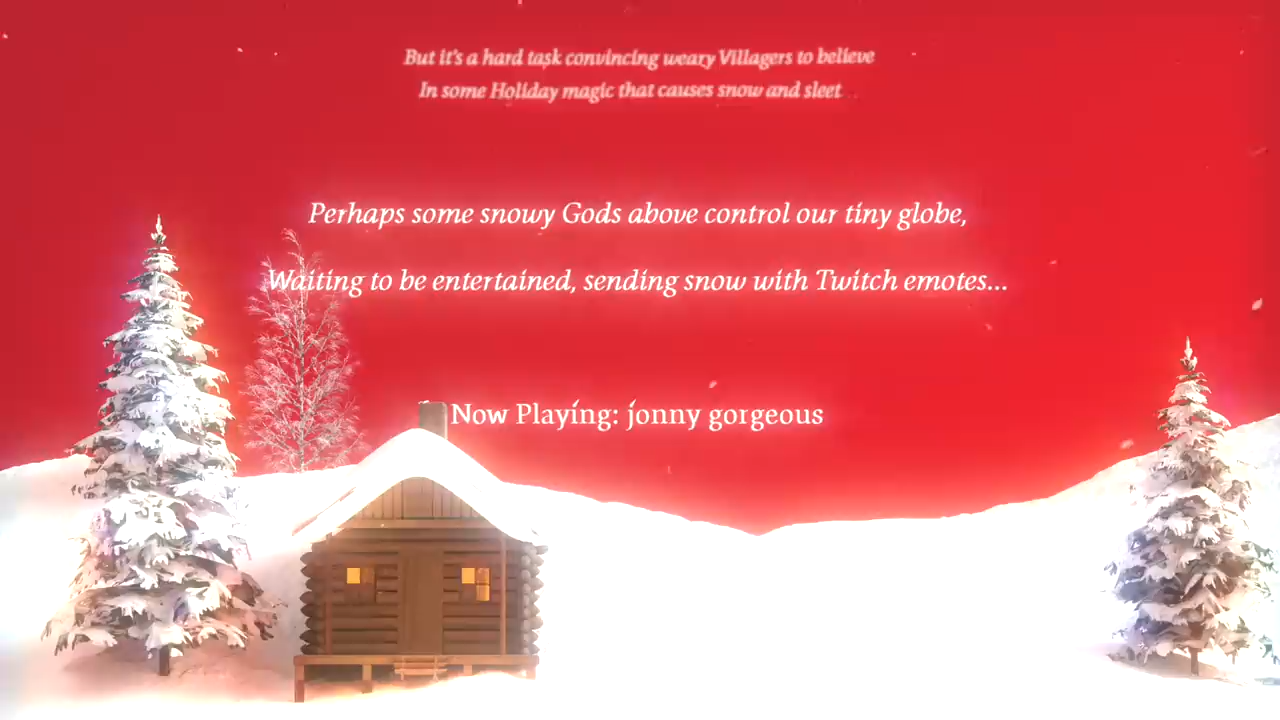 But it's a hard task convincing weary Villagers to believe
In some Holiday magic that causes snow and sleet...
Perhaps some snowy Gods above control our tiny globe,
Waiting to be entertained, sending snow with Twitch emotes...
Now Playing: jonny gorgeous